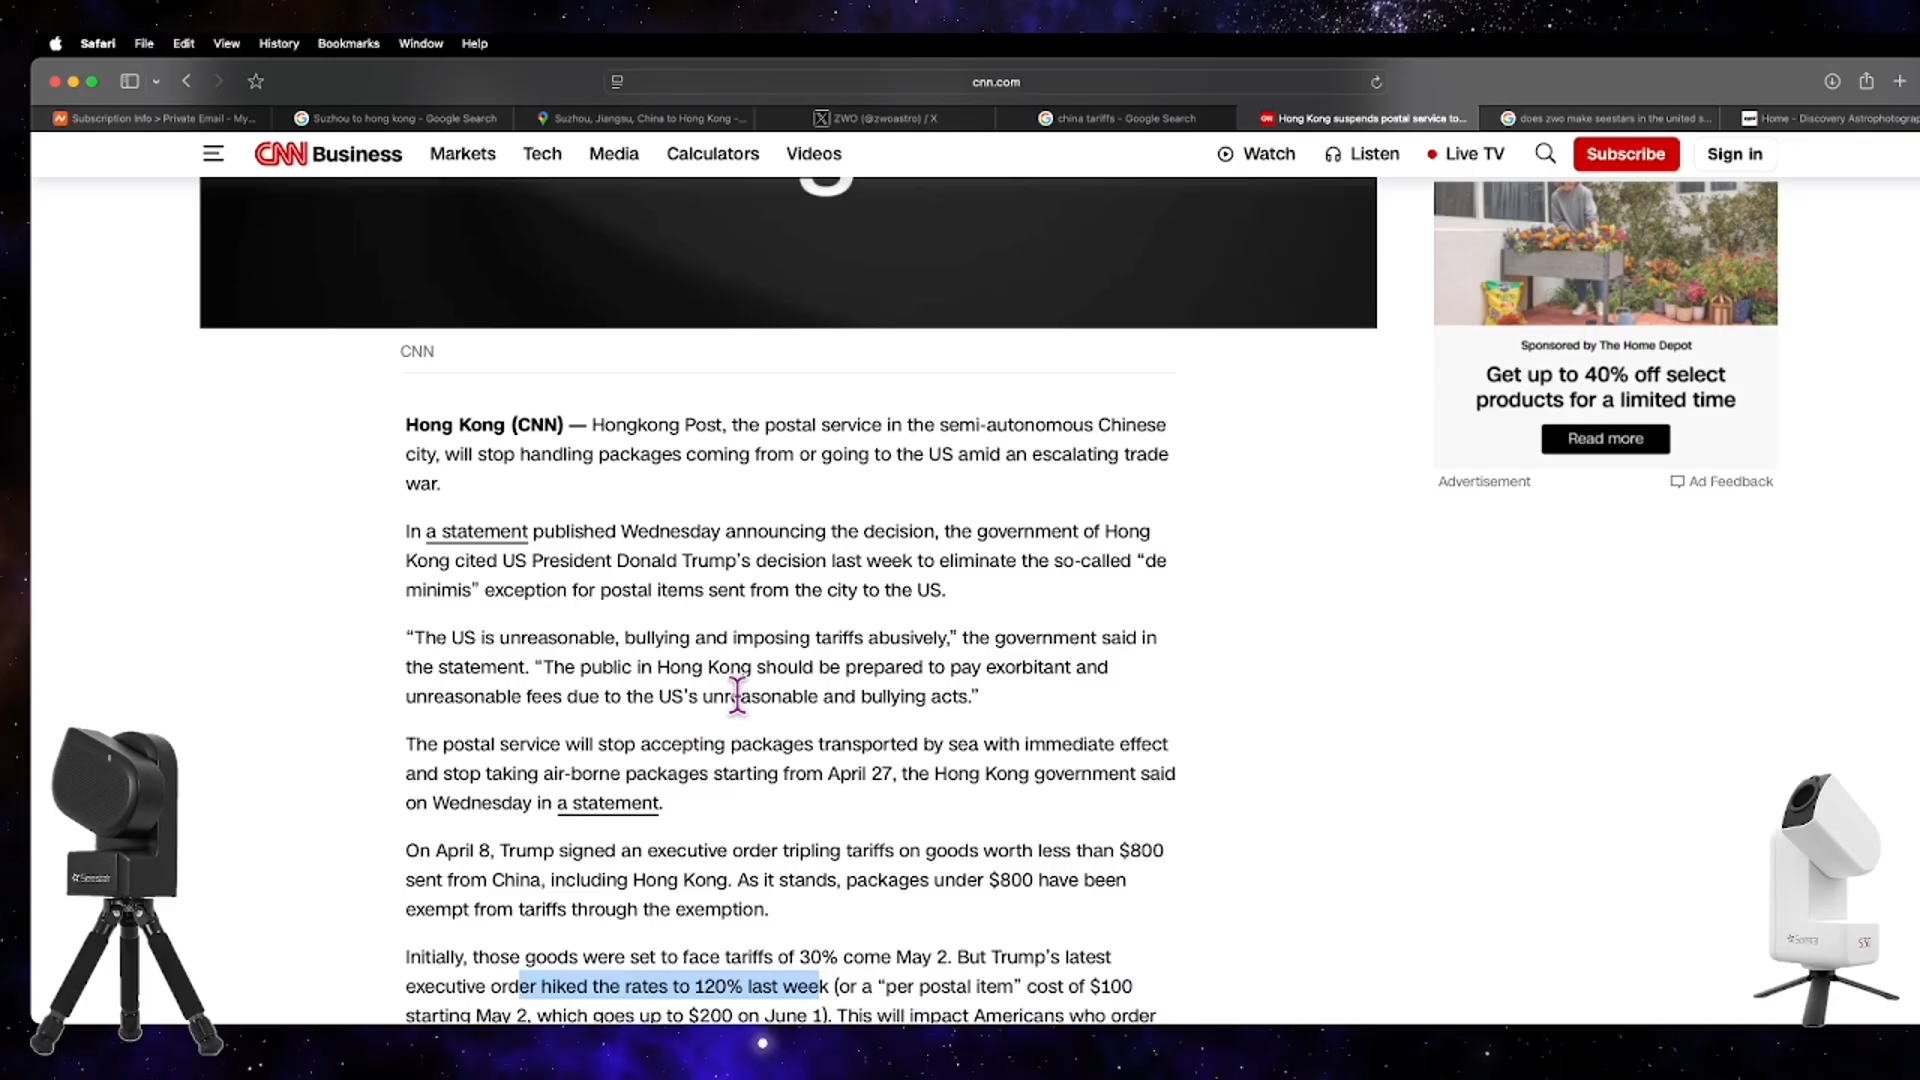 Safari File Edit View History Bookmarks Window Help
cnn.com
Subscription Info > Private Email - My...
Suzhou to hong kong - Google Search
Suzhou, Jiangsu, China to Hong Kong -...
ZWO (@zwoastro) / X
china tariffs - Google Search
Hong Kong suspends postal service to...
does zwo make seestars in the united s...
Home – Discovery Astrophotograp
CNN Business Markets Tech Media Calculators Videos Watch Listen Live TV Subscribe Sign in
CNN
Hong Kong (CNN) — Hongkong Post, the postal service in the semi-autonomous Chinese
city, will stop handling packages coming from or going to the US amid an escalating trade
war.
In a statement published Wednesday announcing the decision, the government of Hong
Kong cited US President Donald Trump’s decision last week to eliminate the so-called “de
minimis” exception for postal items sent from the city to the US.
“The US is unreasonable, bullying and imposing tariffs abusively,” the government said in
the statement. “The public in Hong Kong should be prepared to pay exorbitant and
unreasonable fees due to the US’s unreasonable and bullying acts.”
The postal service will stop accepting packages transported by sea with immediate effect
and stop taking air-borne packages starting from April 27, the Hong Kong government said
on Wednesday in a statement.
On April 8, Trump signed an executive order tripling tariffs on goods worth less than $800
sent from China, including Hong Kong. As it stands, packages under $800 have been
exempt from tariffs through the exemption.
Initially, those goods were set to face tariffs of 30% come May 2. But Trump’s latest
executive order hiked the rates to 120% last week (or a “per postal item” cost of $100
starting May 2, which goes up to $200 on June 1). This will impact Americans who order
Sponsored by The Home Depot
Get up to 40% off select
products for a limited time
Read more
Advertisement Ad Feedback
Seestar
Seestar S30